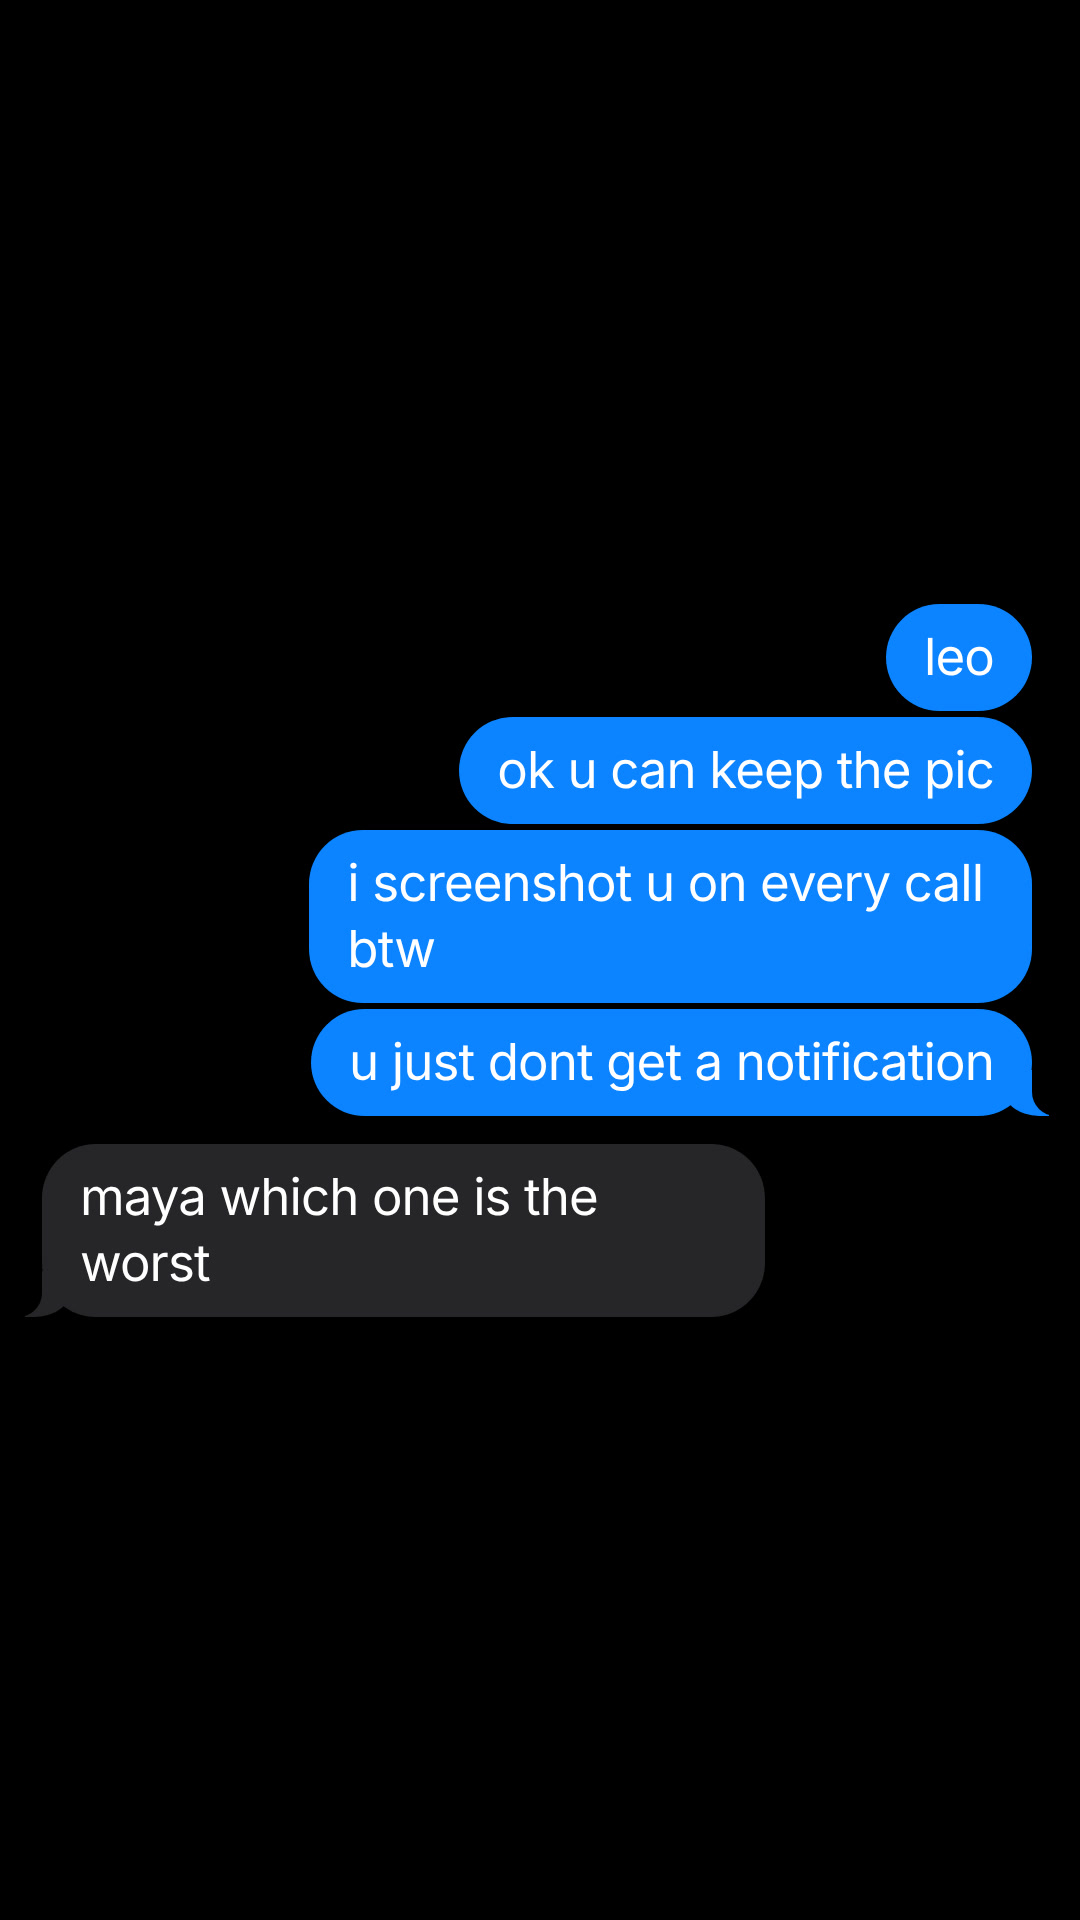 leo
ok u can keep the pic
i screenshot u on every call
btw
u just dont get a notification
maya which one is the
worst